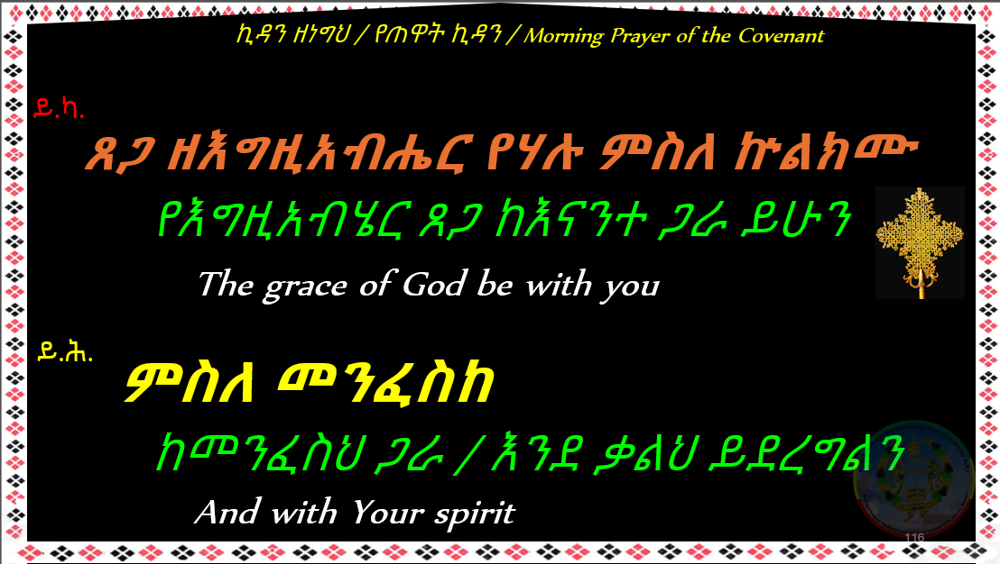 ኪዳን ዘነግህ / የጠዋት ኪዳን / Morning Prayer of the Covenant
ይ.ካ.
ጸጋ ዘእግዚአብሔር የሃሉ ምስለ ኩልክሙ
የእግዚአብሄር ጸጋ ከእናንተ ጋራ ይሁን
The grace of God be with you
ይ.ሕ.
ምስለ መንፈስከ
ከመንፈስህ ጋራ / እንደ ቃልህ ይደረግልን
And with Your spirit
116